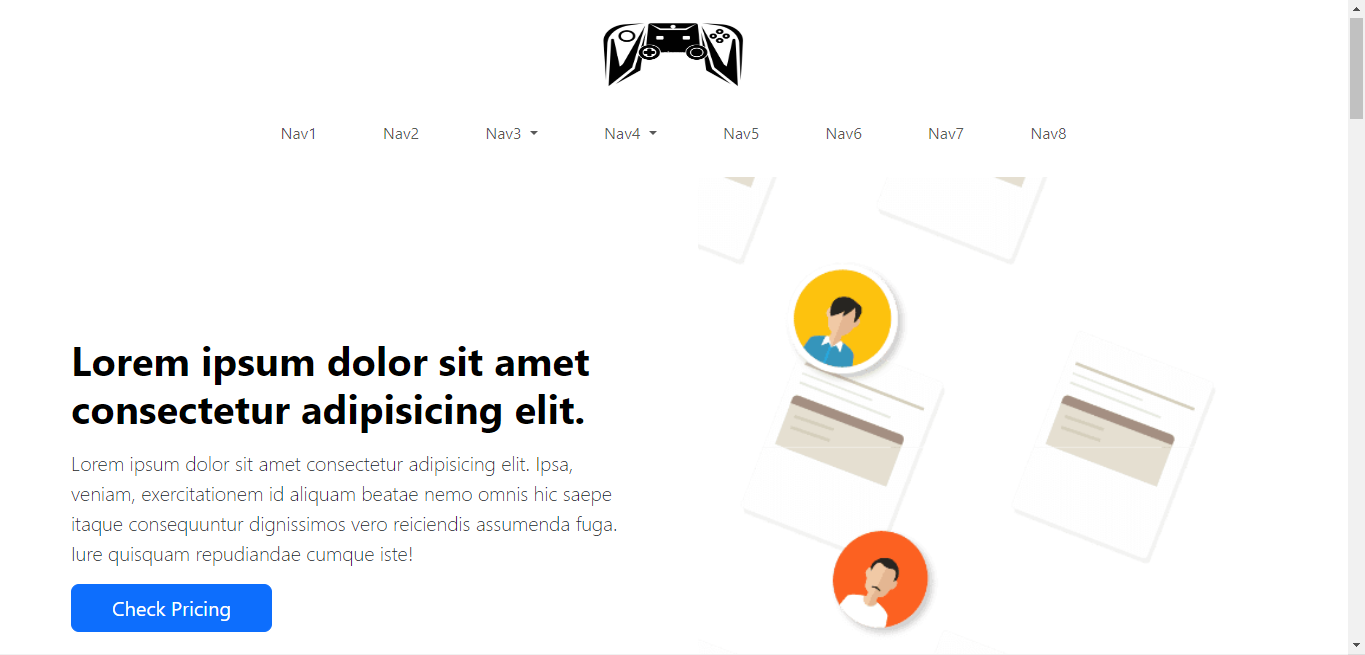 Nav1 Nav2 Nav3 Nav4 Nav5 Nav6 Nav7 Nav8
Lorem ipsum dolor sit amet
consectetur adipisicing elit.
Lorem ipsum dolor sit amet consectetur adipisicing elit. Ipsa,
veniam, exercitationem id aliquam beatae nemo omnis hic saepe
itaque consequuntur dignissimos vero reiciendis assumenda fuga.
Iure quisquam repudiandae cumque iste!
Check Pricing